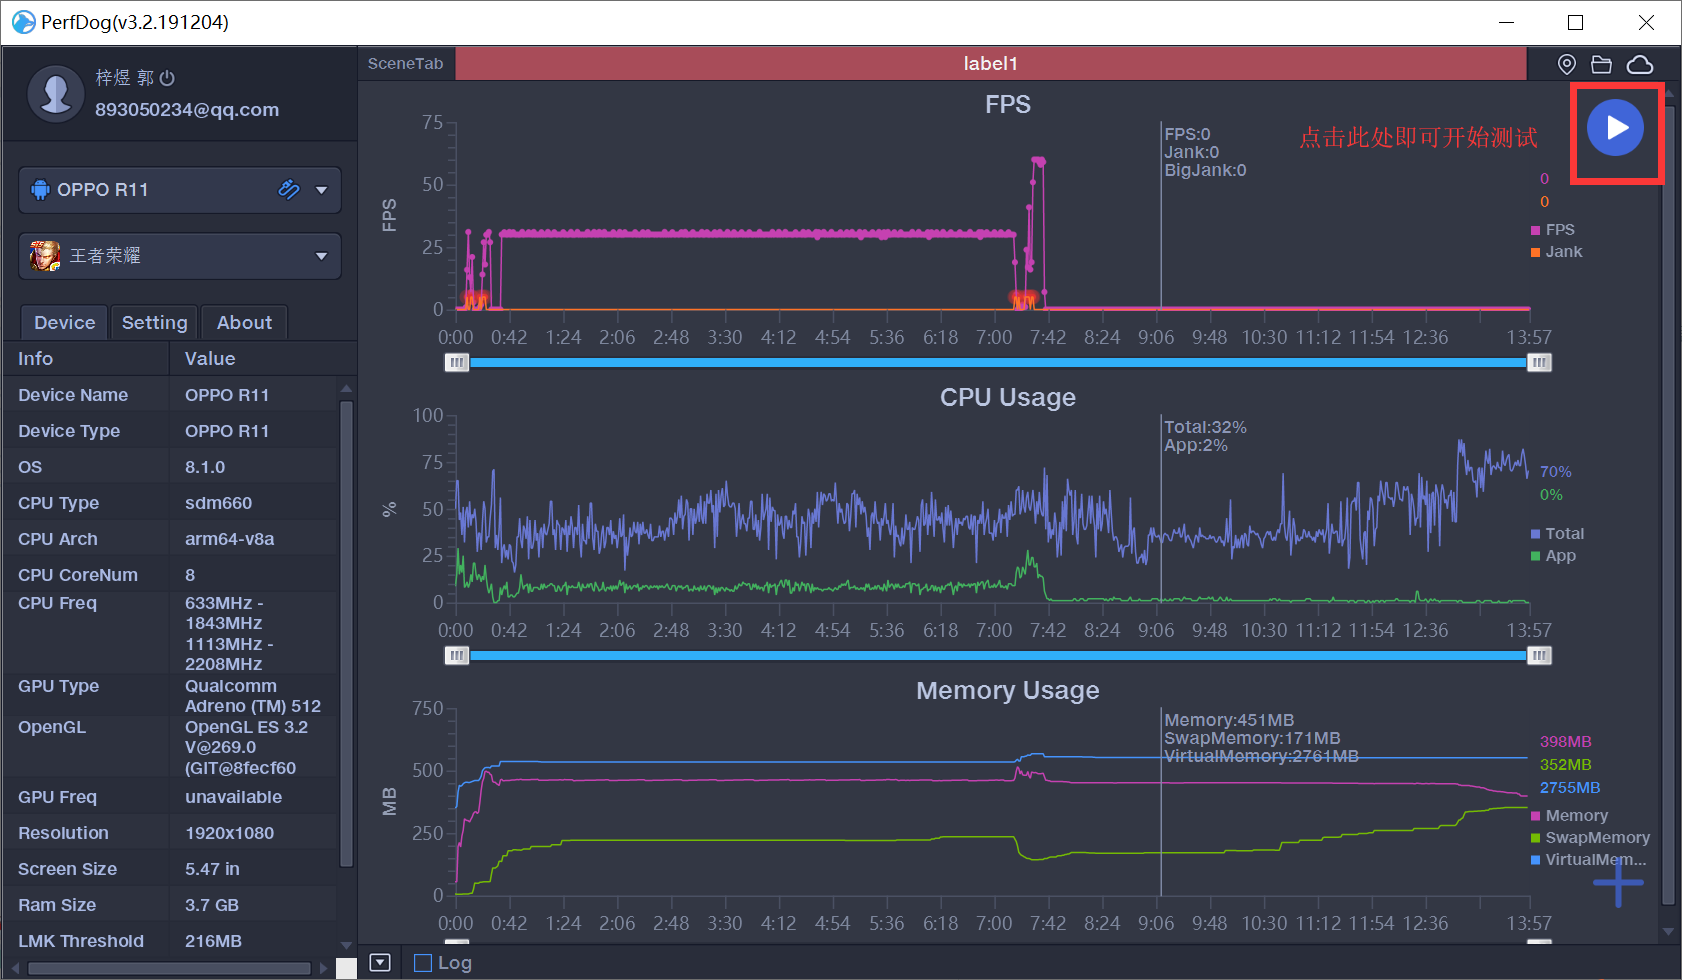 PerfDog(v3.2.191204)
梓煜 郭
893050234@qq.com
OPPO R11
王者荣耀
Device Setting About
Info Value
Device Name OPPO R11
Device Type OPPO R11
OS 8.1.0
CPU Type sdm660
CPU Arch arm64-v8a
CPU CoreNum 8
CPU Freq 633MHz -
1843MHz
1113MHz -
2208MHz
GPU Type Qualcomm
Adreno (TM) 512
OpenGL OpenGL ES 3.2
V@269.0
(GIT@8fecf60
GPU Freq unavailable
Resolution 1920x1080
Screen Size 5.47 in
Ram Size 3.7 GB
LMK Threshold 216MB
SceneTab label1
FPS
点击此处即可开始测试
FPS:0
Jank:0
BigJank:0
75
50
25
0
FPS
0
0
FPS
Jank
0:00 0:42 1:24 2:06 2:48 3:30 4:12 4:54 5:36 6:18 7:00 7:42 8:24 9:06 9:48 10:30 11:12 11:54 12:36 13:57
CPU Usage
Total:32%
App:2%
100
75
50
25
0
%
70%
0%
Total
App
0:00 0:42 1:24 2:06 2:48 3:30 4:12 4:54 5:36 6:18 7:00 7:42 8:24 9:06 9:48 10:30 11:12 11:54 12:36 13:57
Memory Usage
Memory:451MB
SwapMemory:171MB
VirtualMemory:2761MB
750
500
250
0
MB
398MB
352MB
2755MB
Memory
SwapMemory
VirtualMem...
0:00 0:42 1:24 2:06 2:48 3:30 4:12 4:54 5:36 6:18 7:00 7:42 8:24 9:06 9:48 10:30 11:12 11:54 12:36 13:57
Log